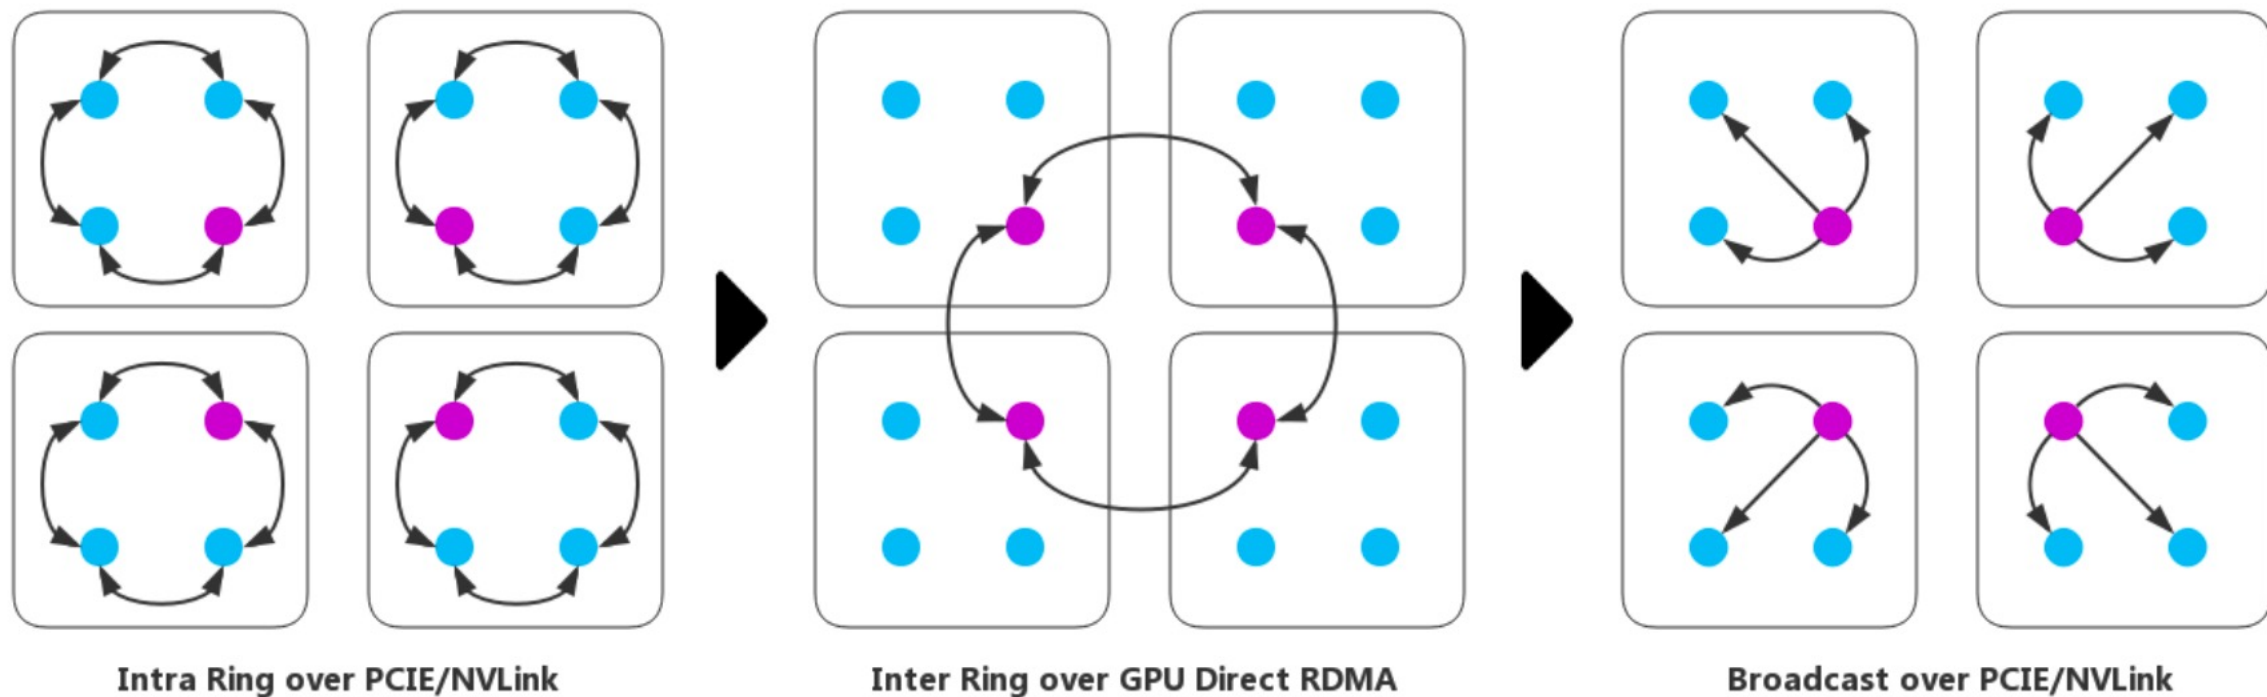 Intra Ring over PCIE/NVLink
Inter Ring over GPU Direct RDMA
Broadcast over PCIE/NVLink